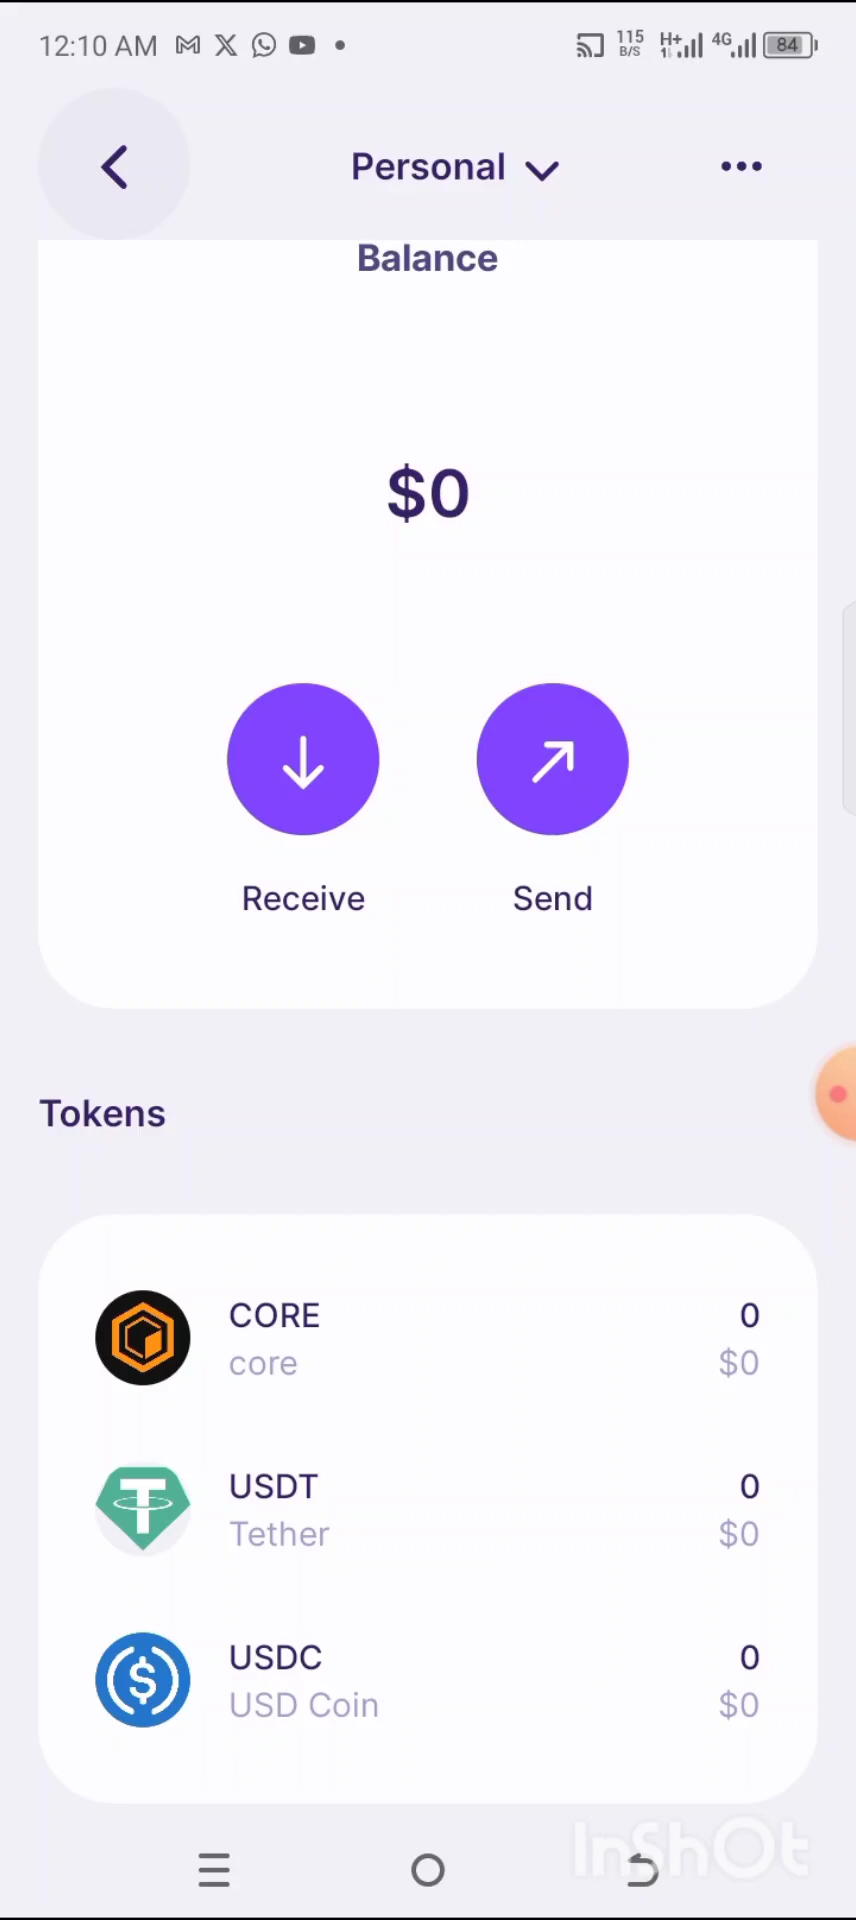 12:10 AM 115 B/S H+ 4G 84
Personal
Balance
$0
Receive Send
Tokens
CORE 0
core $0
USDT 0
Tether $0
USDC 0
USD Coin $0
InShOt